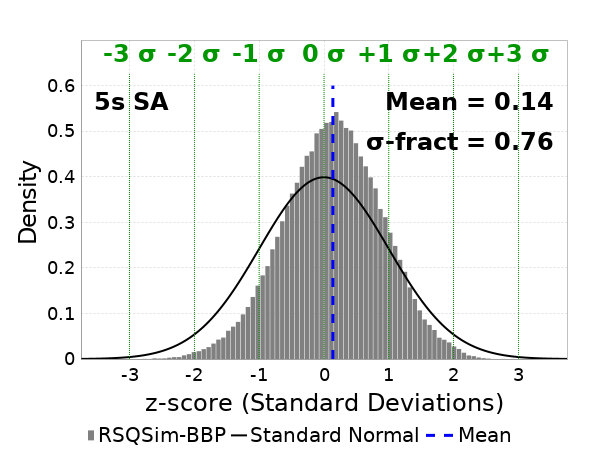 -3 σ -2 σ -1 σ 0 σ +1 σ +2 σ +3 σ
0.6
5s SA
Mean = 0.14
0.5
σ-fract = 0.76
0.4
0.3
0.2
0.1
0
Density
-3 -2 -1 0 1 2 3
z-score (Standard Deviations)
RSQSim-BBP Standard Normal Mean